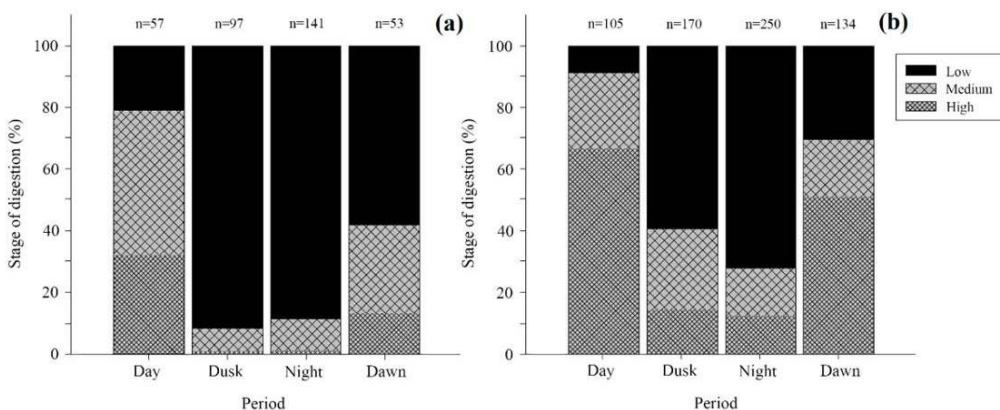 n=57 n=97 n=141 n=53 (a)
100
80
60
40
20
0
Stage of digestion (%)
Day Dusk Night Dawn
Period
n=105 n=170 n=250 n=134 (b)
100
80
60
40
20
0
Stage of digestion (%)
Day Dusk Night Dawn
Period
Low
Medium
High